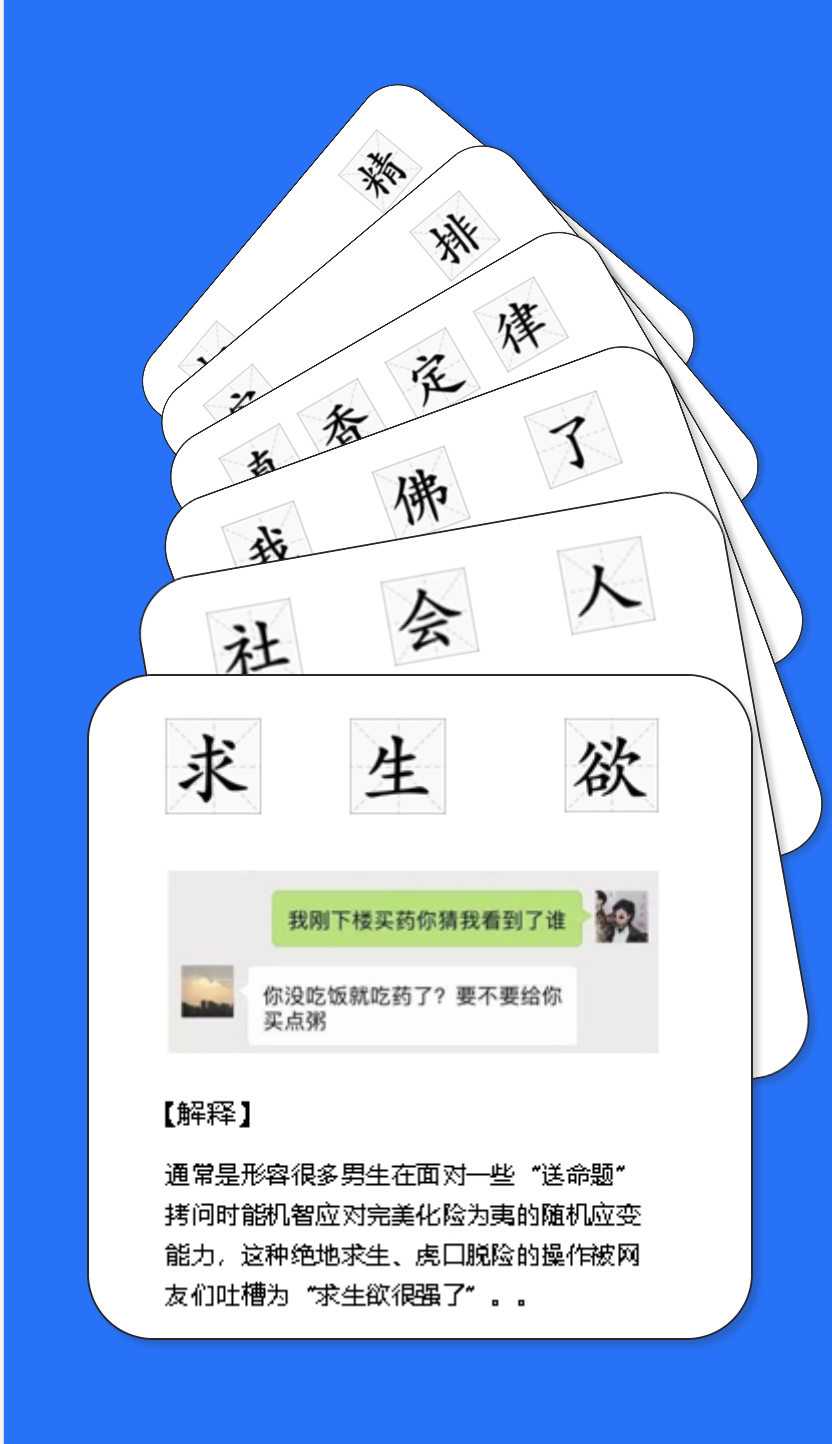 精
排
真香定律
我佛了
社会人
求生欲
我刚下楼买药你猜我看到了谁
你没吃饭就吃药了？要不要给你
买点粥
【解释】
通常是形容很多男生在面对一些“送命题”
拷问时能机智应对完美化险为夷的随机应变
能力，这种绝地求生、虎口脱险的操作被网
友们吐槽为“求生欲很强了”。。